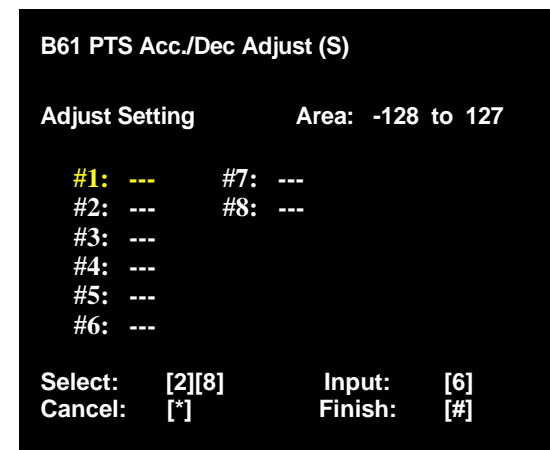 B61 PTS Acc./Dec Adjust (S)
Adjust Setting Area: -128 to 127
#1: --- #7: ---
#2: --- #8: ---
#3: ---
#4: ---
#5: ---
#6: ---
Select: [2][8] Input: [6]
Cancel: [*] Finish: [#]